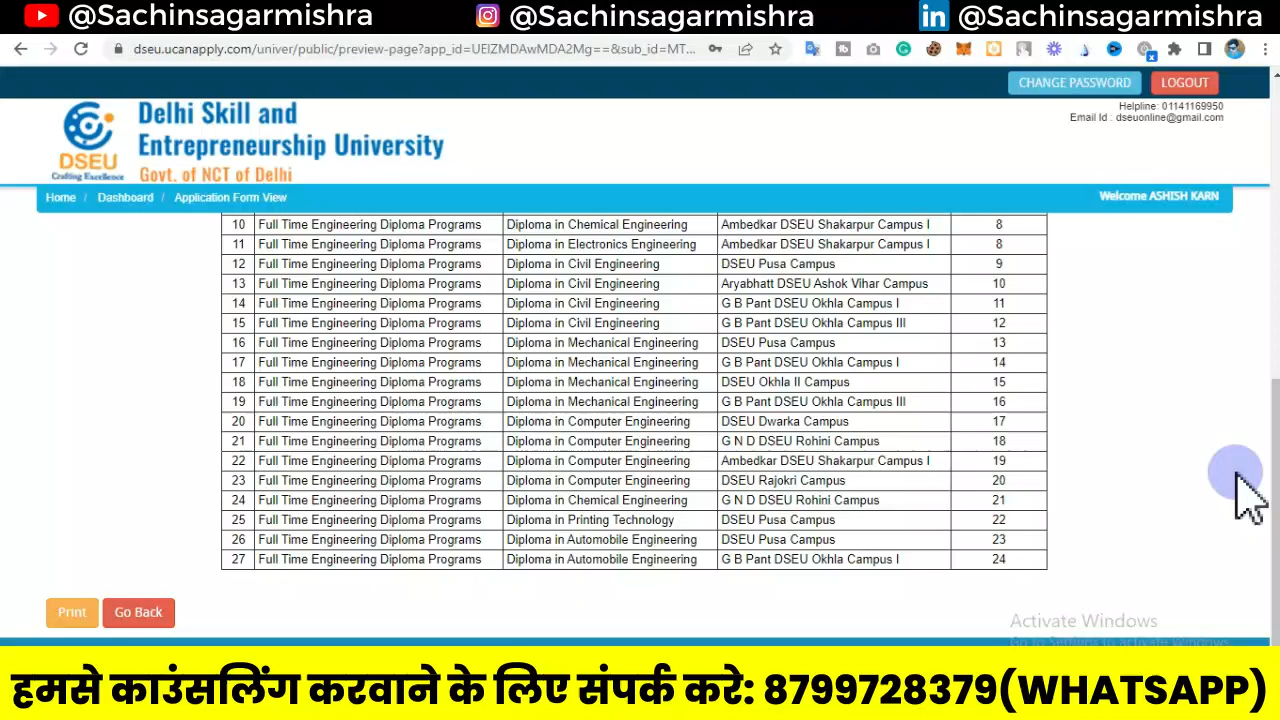 @Sachinsagarmishra @Sachinsagarmishra @Sachinsagarmishra
dseu.ucanapply.com/univer/public/preview-page?app_id=UEIZMDAwMDA2Mg==&sub_id=MT...
CHANGE PASSWORD LOGOUT
Helpline: 01141169950
Email Id : dseuonline@gmail.com
Delhi Skill and
Entrepreneurship University
Govt. of NCT of Delhi
DSEU
Crafting Excellence
Home / Dashboard / Application Form View Welcome ASHISH KARN
10 Full Time Engineering Diploma Programs Diploma in Chemical Engineering Ambedkar DSEU Shakarpur Campus I 8
11 Full Time Engineering Diploma Programs Diploma in Electronics Engineering Ambedkar DSEU Shakarpur Campus I 8
12 Full Time Engineering Diploma Programs Diploma in Civil Engineering DSEU Pusa Campus 9
13 Full Time Engineering Diploma Programs Diploma in Civil Engineering Aryabhatt DSEU Ashok Vihar Campus 10
14 Full Time Engineering Diploma Programs Diploma in Civil Engineering G B Pant DSEU Okhla Campus I 11
15 Full Time Engineering Diploma Programs Diploma in Civil Engineering G B Pant DSEU Okhla Campus III 12
16 Full Time Engineering Diploma Programs Diploma in Mechanical Engineering DSEU Pusa Campus 13
17 Full Time Engineering Diploma Programs Diploma in Mechanical Engineering G B Pant DSEU Okhla Campus I 14
18 Full Time Engineering Diploma Programs Diploma in Mechanical Engineering DSEU Okhla II Campus 15
19 Full Time Engineering Diploma Programs Diploma in Mechanical Engineering G B Pant DSEU Okhla Campus III 16
20 Full Time Engineering Diploma Programs Diploma in Computer Engineering DSEU Dwarka Campus 17
21 Full Time Engineering Diploma Programs Diploma in Computer Engineering G N D DSEU Rohini Campus 18
22 Full Time Engineering Diploma Programs Diploma in Computer Engineering Ambedkar DSEU Shakarpur Campus I 19
23 Full Time Engineering Diploma Programs Diploma in Computer Engineering DSEU Rajokri Campus 20
24 Full Time Engineering Diploma Programs Diploma in Chemical Engineering G N D DSEU Rohini Campus 21
25 Full Time Engineering Diploma Programs Diploma in Printing Technology DSEU Pusa Campus 22
26 Full Time Engineering Diploma Programs Diploma in Automobile Engineering DSEU Pusa Campus 23
27 Full Time Engineering Diploma Programs Diploma in Automobile Engineering G B Pant DSEU Okhla Campus I 24
Print Go Back
Activate Windows
Go to Settings to activate Windows.
हमसे काउंसलिंग करवाने के लिए संपर्क करे: 8799728379(WHATSAPP)